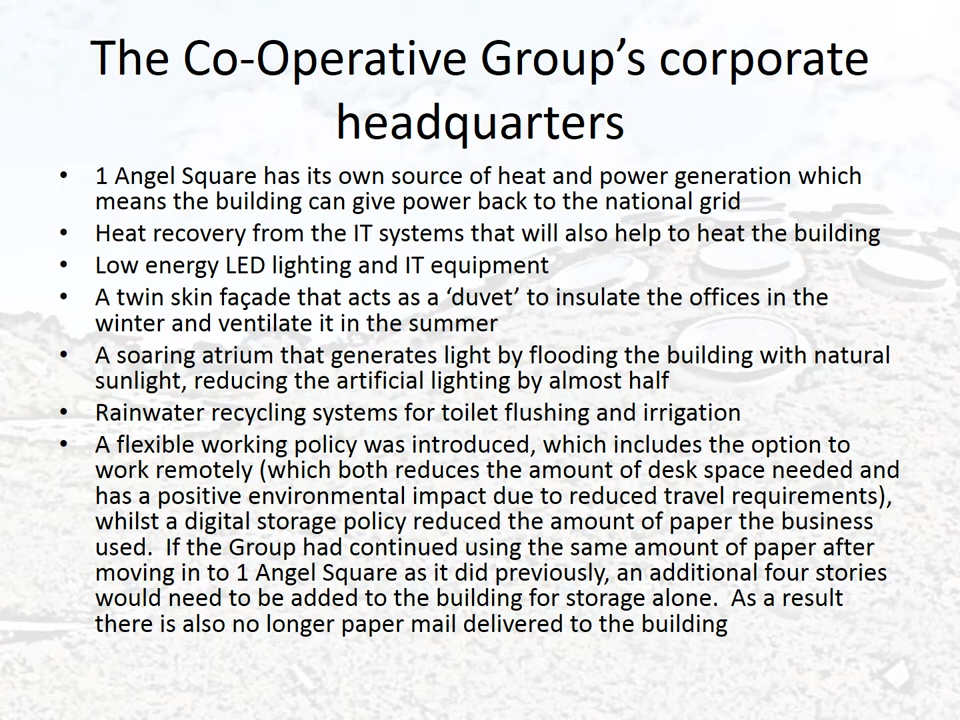 The Co-Operative Group’s corporate
headquarters
• 1 Angel Square has its own source of heat and power generation which
means the building can give power back to the national grid
• Heat recovery from the IT systems that will also help to heat the building
• Low energy LED lighting and IT equipment
• A twin skin façade that acts as a ‘duvet’ to insulate the offices in the
winter and ventilate it in the summer
• A soaring atrium that generates light by flooding the building with natural
sunlight, reducing the artificial lighting by almost half
• Rainwater recycling systems for toilet flushing and irrigation
• A flexible working policy was introduced, which includes the option to
work remotely (which both reduces the amount of desk space needed and
has a positive environmental impact due to reduced travel requirements),
whilst a digital storage policy reduced the amount of paper the business
used.  If the Group had continued using the same amount of paper after
moving in to 1 Angel Square as it did previously, an additional four stories
would need to be added to the building for storage alone.  As a result
there is also no longer paper mail delivered to the building